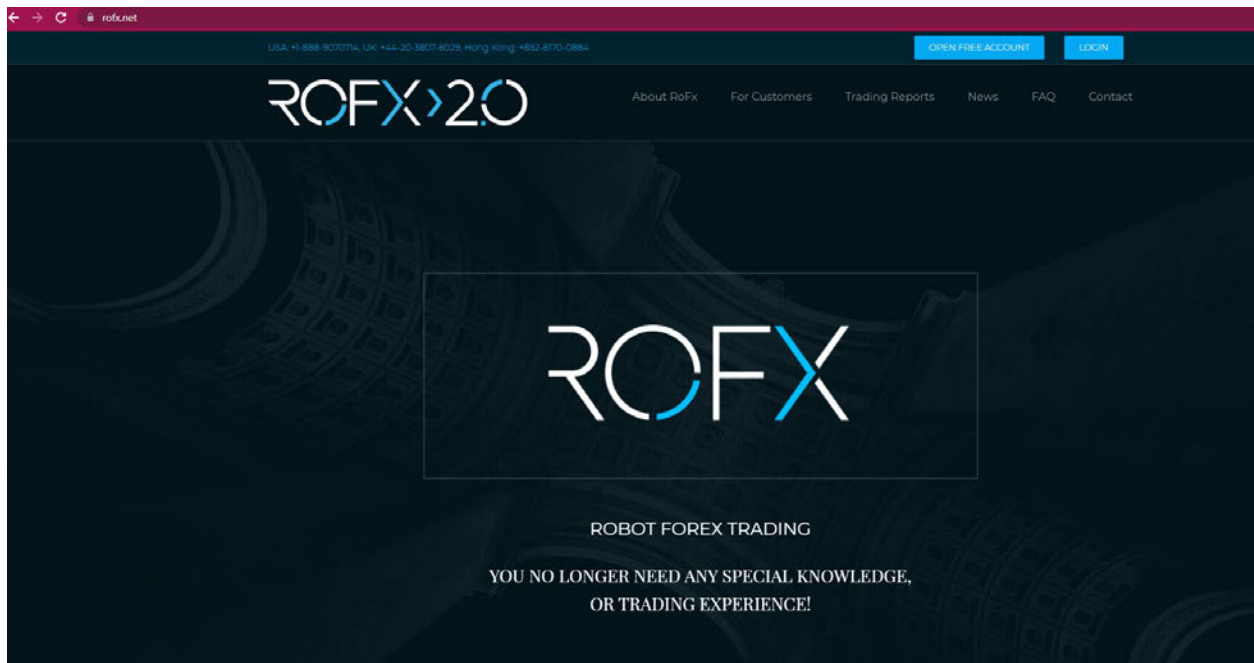 rofx.net
USA: +1-888-9070714, UK: +44-20-3807-6029, Hong Kong: +852-8170-0884
OPEN FREE ACCOUNT
LOGIN
ROFX›2.0
About RoFx For Customers Trading Reports News FAQ Contact
ROFX
ROBOT FOREX TRADING
YOU NO LONGER NEED ANY SPECIAL KNOWLEDGE,
OR TRADING EXPERIENCE!